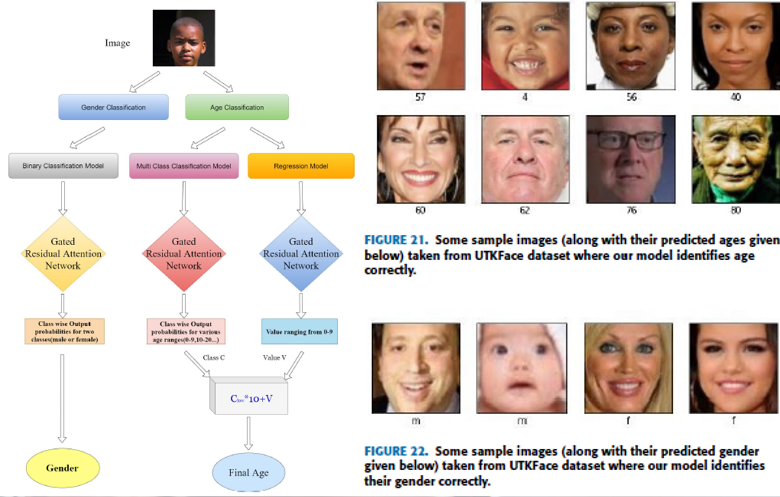 Image
Gender Classification
Age Classification
Binary Classification Model
Multi Class Classification Model
Regression Model
Gated
Residual Attention
Network
Gated
Residual Attention
Network
Gated
Residual Attention
Network
Class wise Output
probabilities for two
classes(male or female)
Class wise Output
probabilities for various
age ranges(0-9,10-20...)
Value ranging from 0-9
Class C
Value V
Gender
Final Age
57
4
56
40
60
62
76
80
FIGURE 21. Some sample images (along with their predicted ages given
below) taken from UTKFace dataset where our model identifies age
correctly.
m
m
f
f
FIGURE 22. Some sample images (along with their predicted gender
given below) taken from UTKFace dataset where our model identifies
their gender correctly.